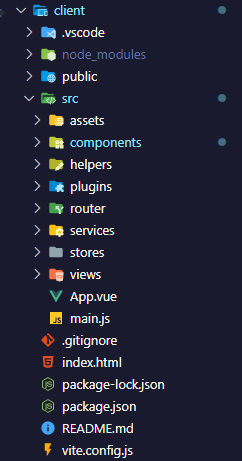 client
.vscode
node_modules
public
src
assets
components
helpers
plugins
router
services
stores
views
App.vue
JS main.js
.gitignore
index.html
package-lock.json
package.json
README.md
vite.config.js